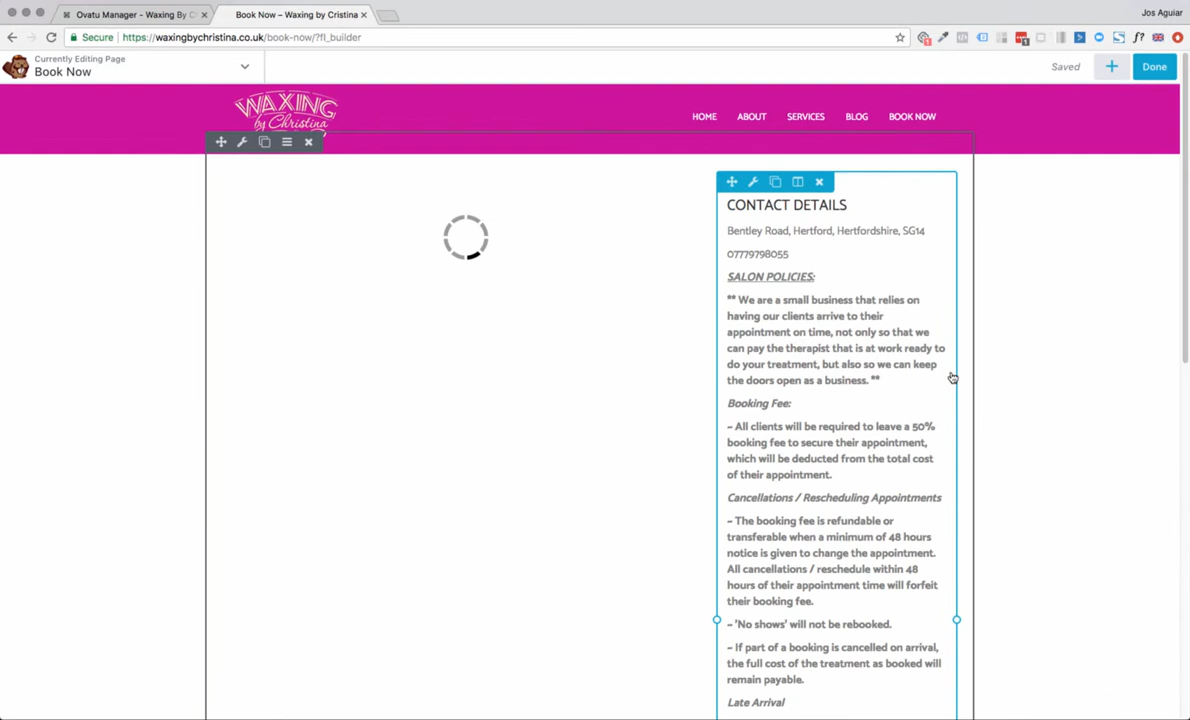 Ovatu Manager - Waxing By C
Book Now – Waxing by Cristina
Jos Aguiar
Secure
https://waxingbychristina.co.uk/book-now/?fl_builder
Currently Editing Page
Book Now
Saved
Done
WAXING
by Christina
HOME
ABOUT
SERVICES
BLOG
BOOK NOW
CONTACT DETAILS
Bentley Road, Hertford, Hertfordshire, SG14
07779798055
SALON POLICIES:
** We are a small business that relies on
having our clients arrive to their
appointment on time, not only so that we
can pay the therapist that is at work ready to
do your treatment, but also so we can keep
the doors open as a business. **
Booking Fee:
~ All clients will be required to leave a 50%
booking fee to secure their appointment,
which will be deducted from the total cost
of their appointment.
Cancellations / Rescheduling Appointments
~ The booking fee is refundable or
transferable when a minimum of 48 hours
notice is given to change the appointment.
All cancellations / reschedule within 48
hours of their appointment time will forfeit
their booking fee.
~ 'No shows' will not be rebooked.
~ If part of a booking is cancelled on arrival,
the full cost of the treatment as booked will
remain payable.
Late Arrival